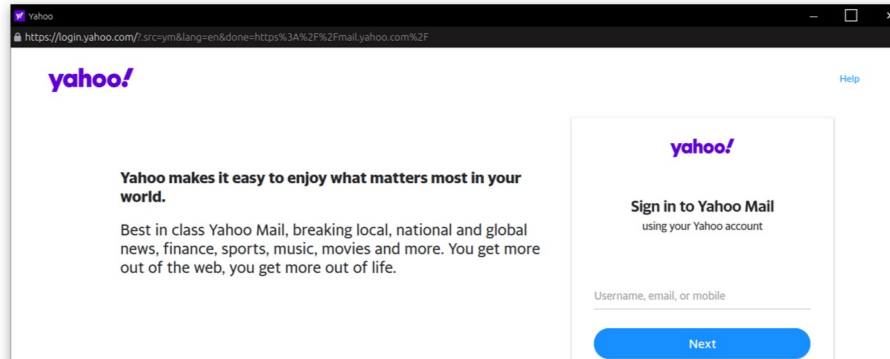 Yahoo
https://login.yahoo.com/?.src=ym&lang=en&done=https%3A%2F%2Fmail.yahoo.com%2F
yahoo!
Help
Yahoo makes it easy to enjoy what matters most in your
world.
Best in class Yahoo Mail, breaking local, national and global
news, finance, sports, music, movies and more. You get more
out of the web, you get more out of life.
yahoo!
Sign in to Yahoo Mail
using your Yahoo account
Username, email, or mobile
Next